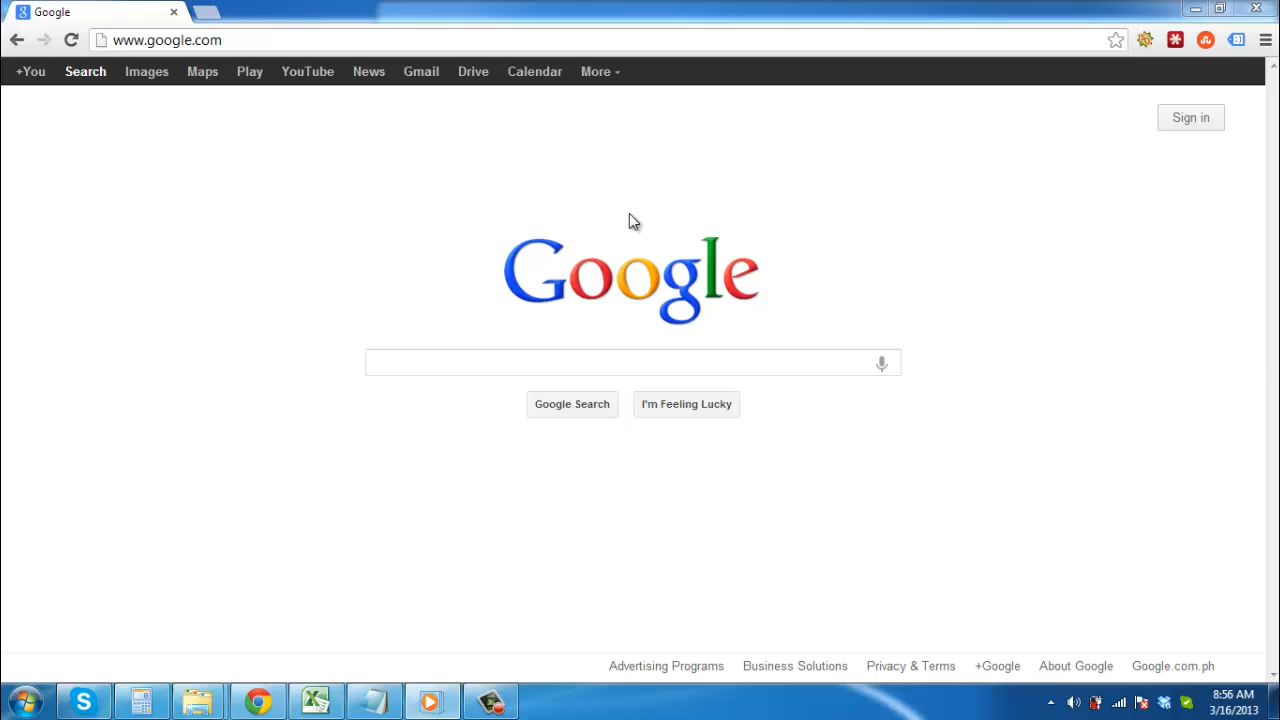 Google
www.google.com
+You Search Images Maps Play YouTube News Gmail Drive Calendar More
Sign in
Google
Google Search I'm Feeling Lucky
Advertising Programs Business Solutions Privacy & Terms +Google About Google Google.com.ph
8:56 AM
3/16/2013